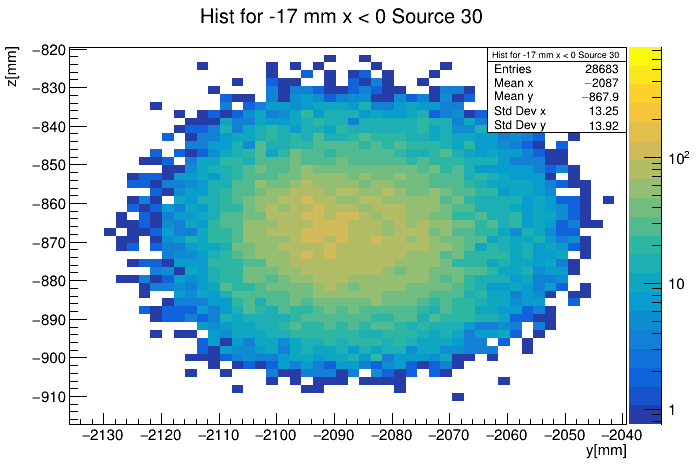 Hist for -17 mm x < 0 Source 30
Hist for -17 mm x < 0 Source 30
Entries 28683
Mean x −2087
Mean y −867.9
Std Dev x 13.25
Std Dev y 13.92
z[mm]
−820
−830
−840
−850
−860
−870
−880
−890
−900
−910
10²
10
1
−2130 −2120 −2110 −2100 −2090 −2080 −2070 −2060 −2050 −2040
y[mm]